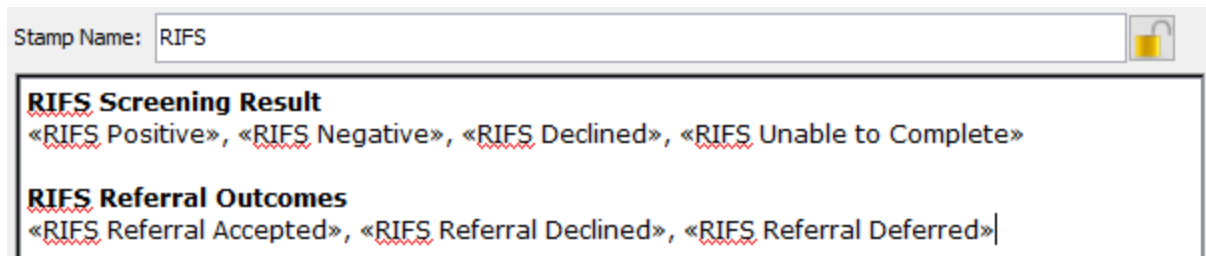 Stamp Name: RIFS
RIFS Screening Result
«RIFS Positive», «RIFS Negative», «RIFS Declined», «RIFS Unable to Complete»
RIFS Referral Outcomes
«RIFS Referral Accepted», «RIFS Referral Declined», «RIFS Referral Deferred»